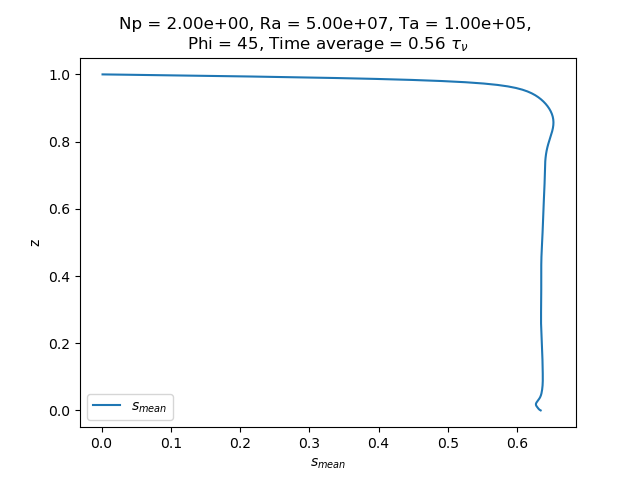 Np = 2.00e+00, Ra = 5.00e+07, Ta = 1.00e+05,
Phi = 45, Time average = 0.56 τν
1.0
0.8
0.6
0.4
0.2
0.0
z
smean
0.0 0.1 0.2 0.3 0.4 0.5 0.6
smean